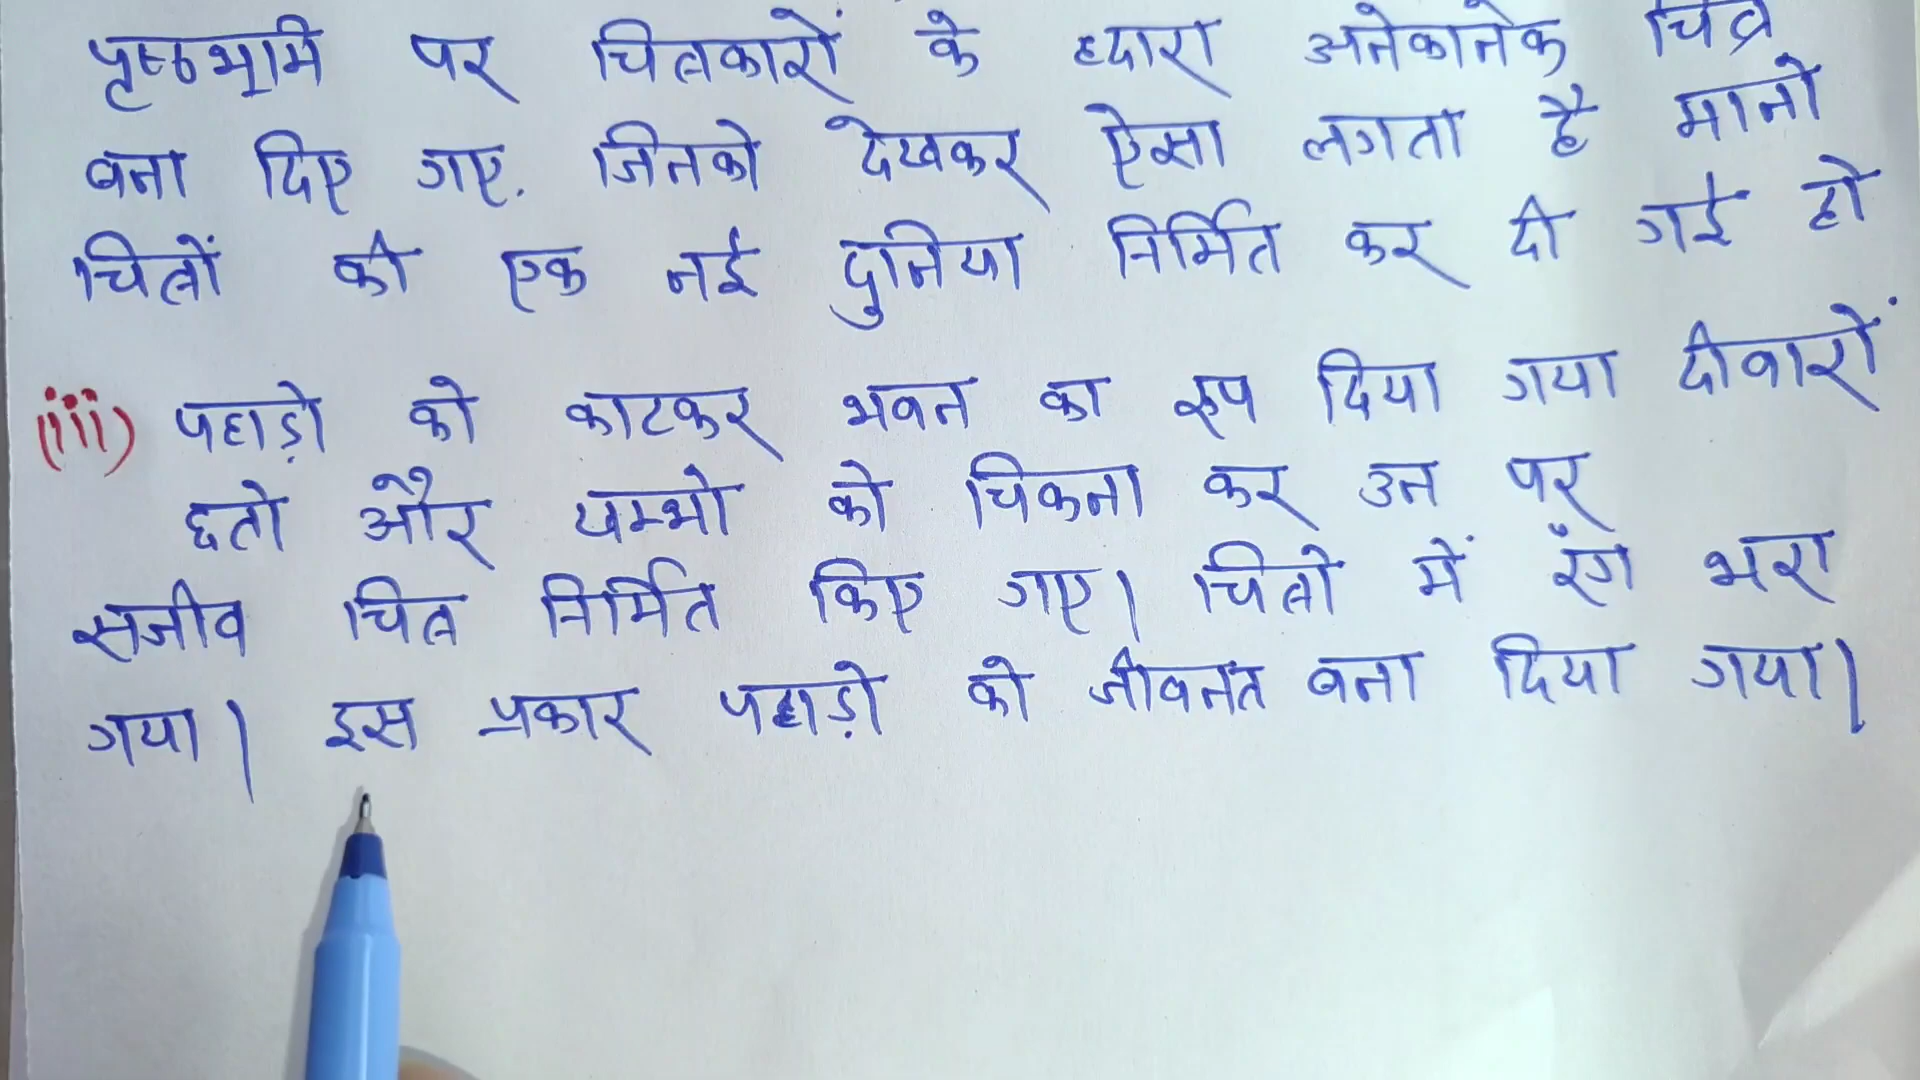 पृष्ठभूमि पर चित्रकारों के द्वारा अनेकानेक चित्र
बना दिए गए. जिनको देखकर ऐसा लगता है मानो
चित्रों की एक नई दुनिया निर्मित कर दी गई हो
(iii) पहाड़ो को काटकर भवन का रूप दिया गया दीवारों
छतो और खम्भो को चिकना कर उन पर
सजीव चित्र निर्मित किए गए। चित्रो में रंग भरा
गया। इस प्रकार पहाड़ो को जीवन्त बना दिया गया।